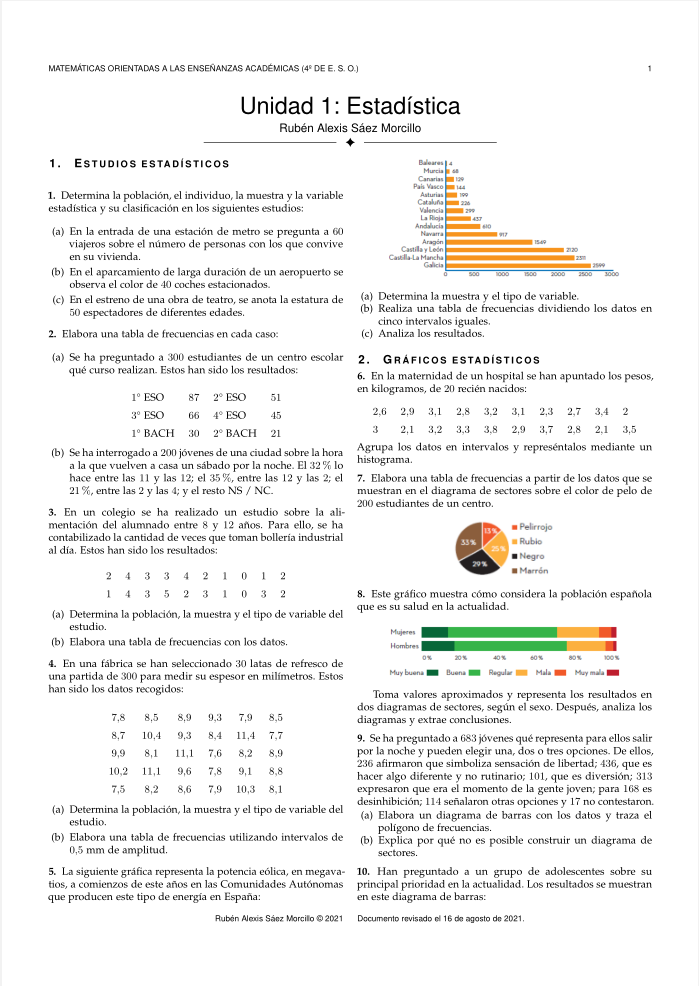 MATEMÁTICAS ORIENTADAS A LAS ENSEÑANZAS ACADÉMICAS (4º DE E. S. O.) 1
Unidad 1: Estadística
Rubén Alexis Sáez Morcillo
1. ESTUDIOS ESTADÍSTICOS
1. Determina la población, el individuo, la muestra y la variable
estadística y su clasificación en los siguientes estudios:
(a) En la entrada de una estación de metro se pregunta a 60
viajeros sobre el número de personas con los que convive
en su vivienda.
(b) En el aparcamiento de larga duración de un aeropuerto se
observa el color de 40 coches estacionados.
(c) En el estreno de una obra de teatro, se anota la estatura de
50 espectadores de diferentes edades.
2. Elabora una tabla de frecuencias en cada caso:
(a) Se ha preguntado a 300 estudiantes de un centro escolar
qué curso realizan. Estos han sido los resultados:
1° ESO 87 2° ESO 51
3° ESO 66 4° ESO 45
1° BACH 30 2° BACH 21
(b) Se ha interrogado a 200 jóvenes de una ciudad sobre la hora
a la que vuelven a casa un sábado por la noche. El 32 % lo
hace entre las 11 y las 12; el 35 %, entre las 12 y las 2; el
21 %, entre las 2 y las 4; y el resto NS / NC.
3. En un colegio se ha realizado un estudio sobre la ali-
mentación del alumnado entre 8 y 12 años. Para ello, se ha
contabilizado la cantidad de veces que toman bollería industrial
al día. Estos han sido los resultados:
2 4 3 3 4 2 1 0 1 2
1 4 3 5 2 3 1 0 3 2
(a) Determina la población, la muestra y el tipo de variable del
estudio.
(b) Elabora una tabla de frecuencias con los datos.
4. En una fábrica se han seleccionado 30 latas de refresco de
una partida de 300 para medir su espesor en milímetros. Estos
han sido los datos recogidos:
7,8 8,5 8,9 9,3 7,9 8,5
8,7 10,4 9,3 8,4 11,4 7,7
9,9 8,1 11,1 7,6 8,2 8,9
10,2 11,1 9,6 7,8 9,1 8,8
7,5 8,2 8,6 7,9 10,3 8,1
(a) Determina la población, la muestra y el tipo de variable del
estudio.
(b) Elabora una tabla de frecuencias utilizando intervalos de
0,5 mm de amplitud.
5. La siguiente gráfica representa la potencia eólica, en megava-
tios, a comienzos de este años en las Comunidades Autónomas
que producen este tipo de energía en España:
Baleares 4
Murcia 68
Canarias 129
País Vasco 144
Asturias 199
Cataluña 226
Valencia 299
La Rioja 437
Andalucía 610
Navarra 917
Aragón 1549
Castilla y León 2120
Castilla-La Mancha 2311
Galicia 2599
0 500 1000 1500 2000 2500 3000
(a) Determina la muestra y el tipo de variable.
(b) Realiza una tabla de frecuencias dividiendo los datos en
cinco intervalos iguales.
(c) Analiza los resultados.
2. GRÁFICOS ESTADÍSTICOS
6. En la maternidad de un hospital se han apuntado los pesos,
en kilogramos, de 20 recién nacidos:
2,6 2,9 3,1 2,8 3,2 3,1 2,3 2,7 3,4 2
3 2,1 3,2 3,3 3,8 2,9 3,7 2,8 2,1 3,5
Agrupa los datos en intervalos y represéntalos mediante un
histograma.
7. Elabora una tabla de frecuencias a partir de los datos que se
muestran en el diagrama de sectores sobre el color de pelo de
200 estudiantes de un centro.
13% 25% 29% 33%
Pelirrojo
Rubio
Negro
Marrón
8. Este gráfico muestra cómo considera la población española
que es su salud en la actualidad.
Mujeres
Hombres
0 % 20 % 40 % 60 % 80 % 100 %
Muy buena Buena Regular Mala Muy mala
Toma valores aproximados y representa los resultados en
dos diagramas de sectores, según el sexo. Después, analiza los
diagramas y extrae conclusiones.
9. Se ha preguntado a 683 jóvenes qué representa para ellos salir
por la noche y pueden elegir una, dos o tres opciones. De ellos,
236 afirmaron que simboliza sensación de libertad; 436, que es
hacer algo diferente y no rutinario; 101, que es diversión; 313
expresaron que era el momento de la gente joven; para 168 es
desinhibición; 114 señalaron otras opciones y 17 no contestaron.
(a) Elabora un diagrama de barras con los datos y traza el
polígono de frecuencias.
(b) Explica por qué no es posible construir un diagrama de
sectores.
10. Han preguntado a un grupo de adolescentes sobre su
principal prioridad en la actualidad. Los resultados se muestran
en este diagrama de barras:
Rubén Alexis Sáez Morcillo © 2021 Documento revisado el 16 de agosto de 2021.